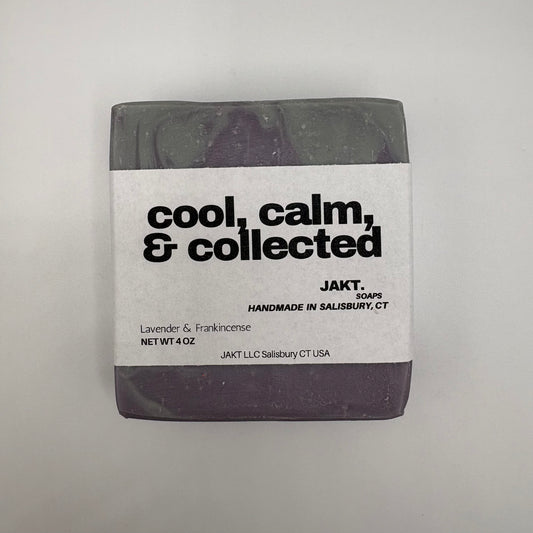 cool, calm,
& collected
JAKT.
SOAPS
HANDMADE IN SALISBURY, CT
Lavender & Frankincense
NET WT 4 OZ
JAKT LLC Salisbury CT USA